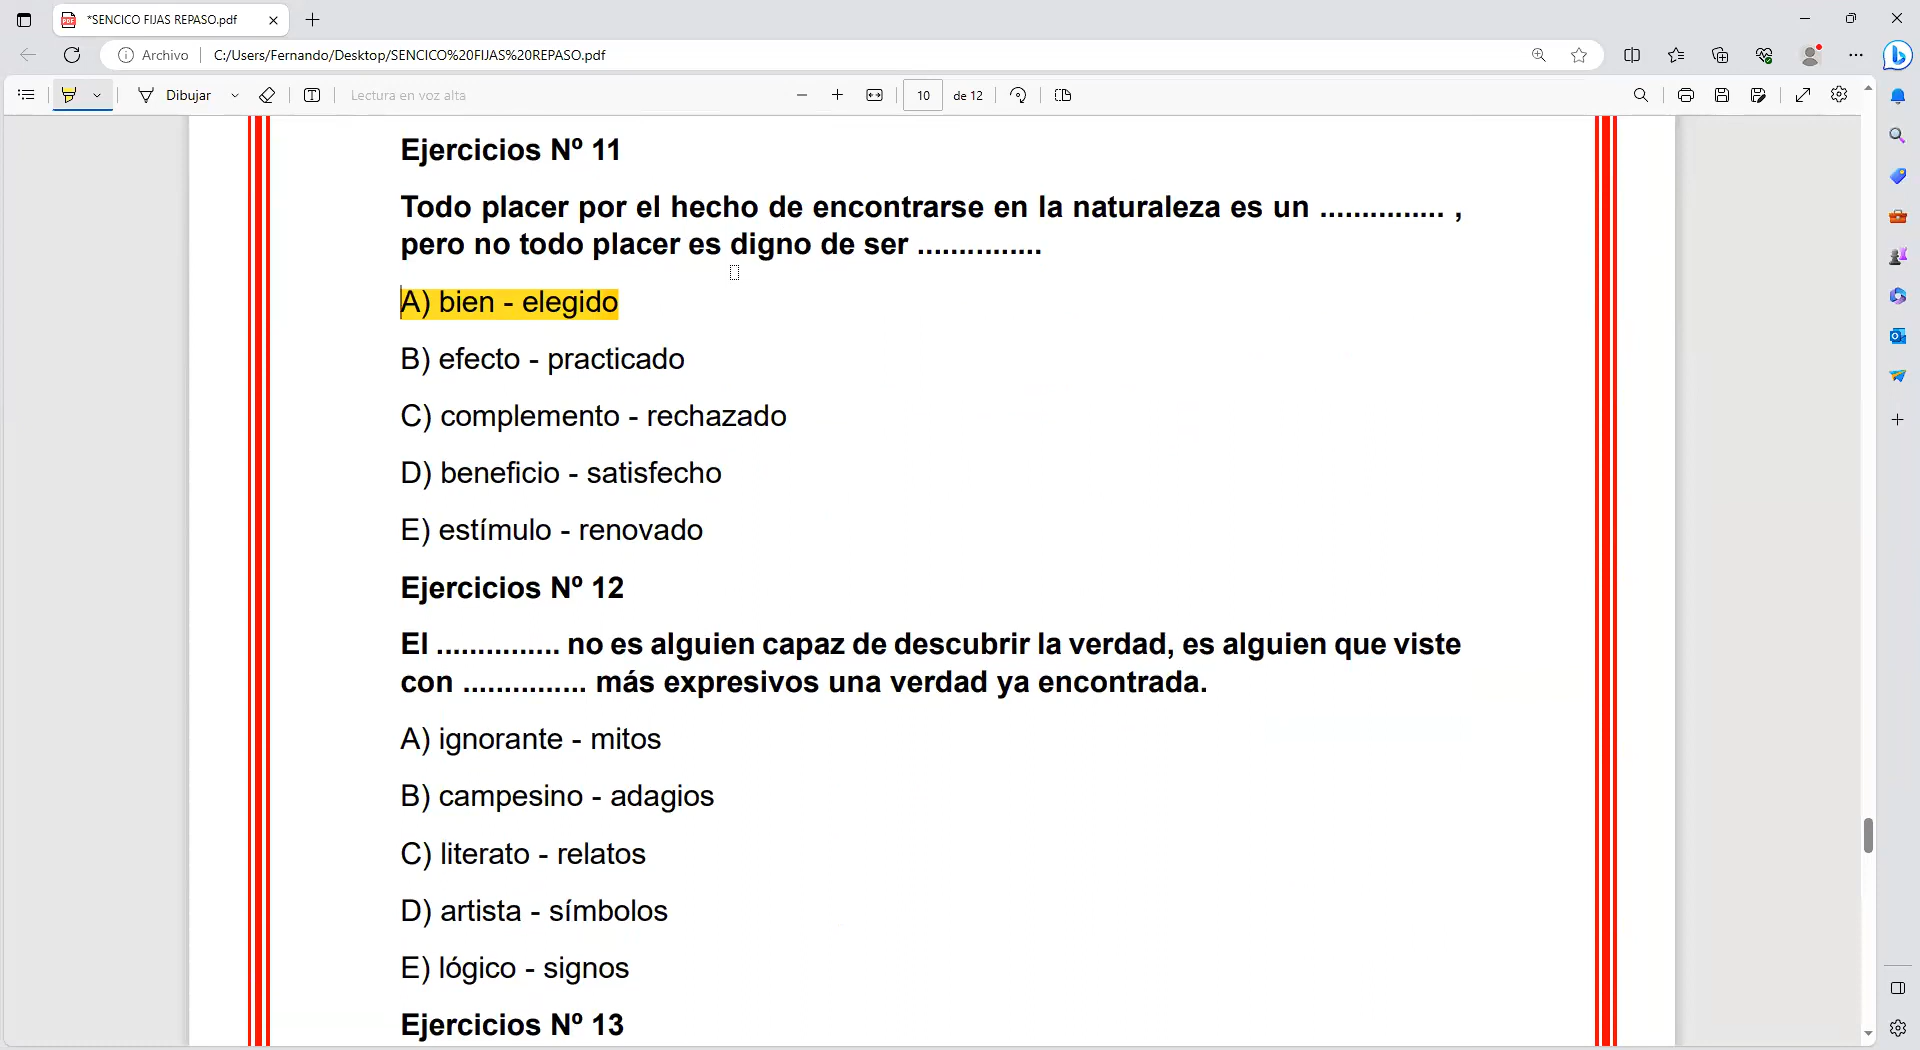 *SENCICO FIJAS REPASO.pdf
Archivo C:/Users/Fernando/Desktop/SENCICO%20FIJAS%20REPASO.pdf
Dibujar Lectura en voz alta 10 de 12
Ejercicios Nº 11
Todo placer por el hecho de encontrarse en la naturaleza es un ............... ,
pero no todo placer es digno de ser ...............
A) bien - elegido
B) efecto - practicado
C) complemento - rechazado
D) beneficio - satisfecho
E) estímulo - renovado
Ejercicios Nº 12
El ............... no es alguien capaz de descubrir la verdad, es alguien que viste
con ............... más expresivos una verdad ya encontrada.
A) ignorante - mitos
B) campesino - adagios
C) literato - relatos
D) artista - símbolos
E) lógico - signos
Ejercicios Nº 13